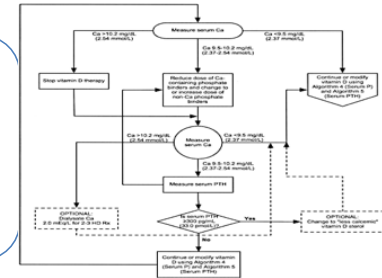 Measure serum Ca
Ca >10.2 mg/dL
(2.54 mmol/L)
Ca 9.5-10.2 mg/dL
(2.37-2.54 mmol/L)
Ca <9.5 mg/dL
(2.37 mmol/L)
Stop vitamin D therapy
Reduce dose of Ca-
containing phosphate
binders and change to
or increase dose of
non Ca phosphate
binders
Continue or modify
vitamin D using
Algorithm 4 (Serum P)
and Algorithm 5
(Serum PTH)
Ca >10.2 mg/dL
(2.54 mmol/L)
Measure
serum Ca
Ca <9.5 mg/dL
(2.37 mmol/L)
Ca 9.5-10.2 mg/dL
(2.37-2.54 mmol/L)
Measure serum PTH
OPTIONAL:
Dialysate Ca
2.0 mEq/L for 2-3 HD Rx
Is serum PTH
≥300 pg/mL
(33.0 pmol/L)?
Yes
OPTIONAL:
Change to "less calcemic"
vitamin D sterol
No
Continue or modify vitamin
D using Algorithm 4
(Serum P) and Algorithm 5
(Serum PTH)